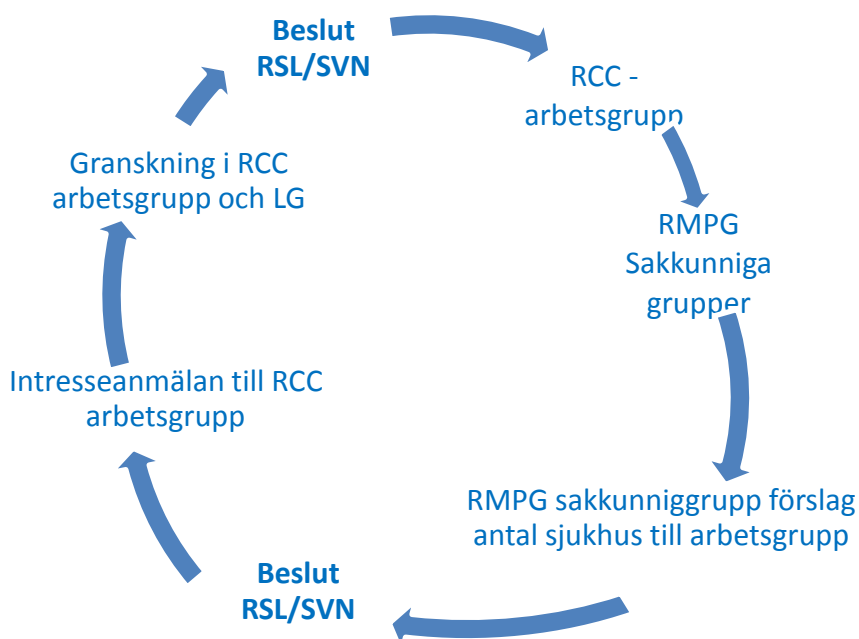 Beslut
RSL/SVN
RCC -
arbetsgrupp
RMPG
Sakkunniga
grupper
RMPG sakkunniggrupp förslag
antal sjukhus till arbetsgrupp
Beslut
RSL/SVN
Intresseanmälan till RCC
arbetsgrupp
Granskning i RCC
arbetsgrupp och LG